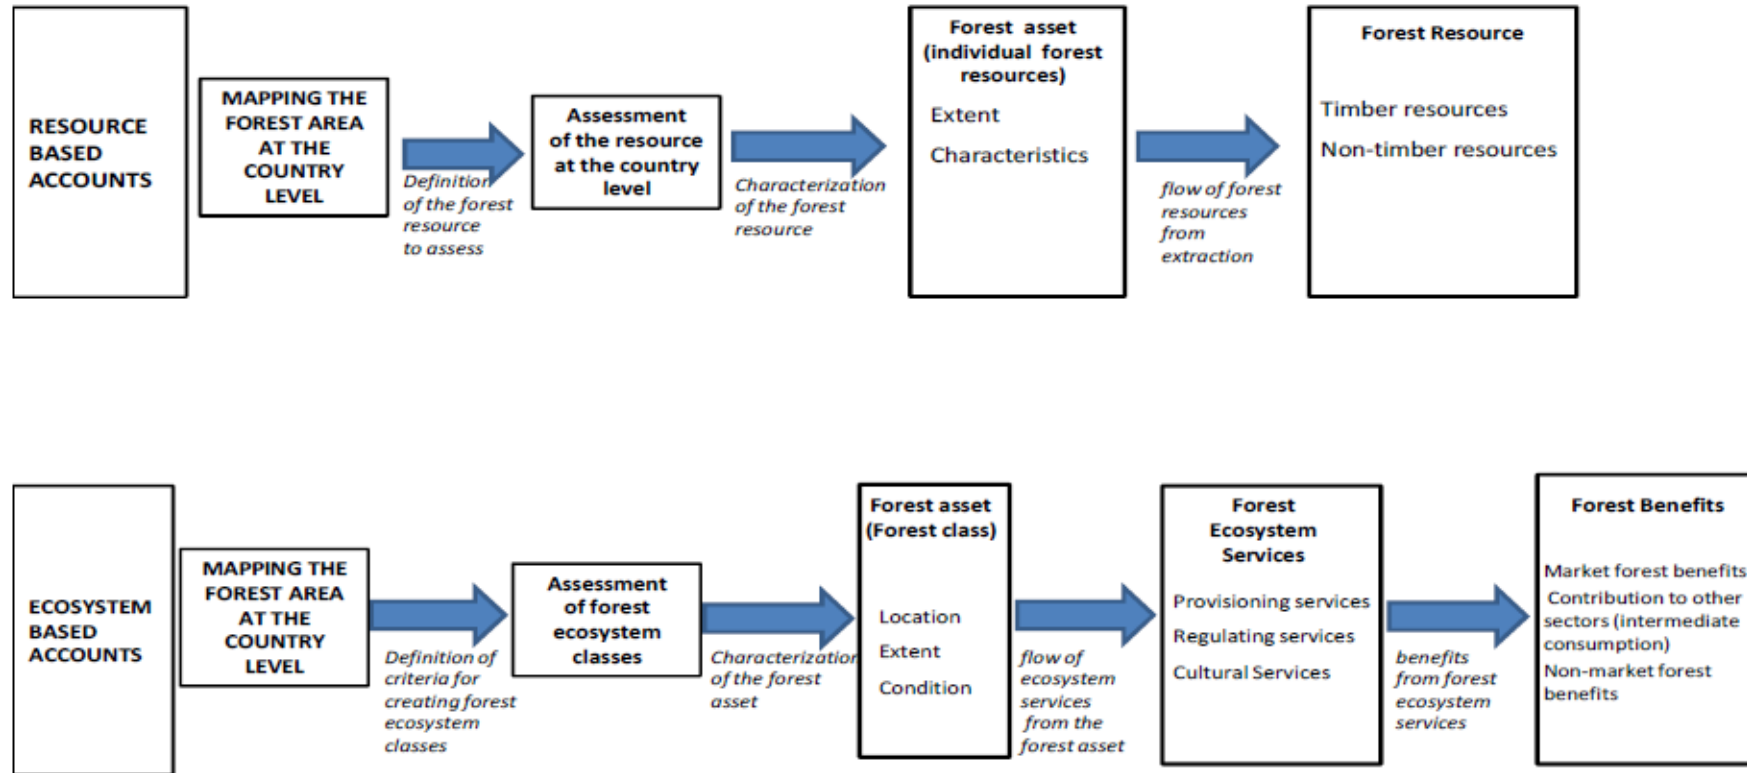 RESOURCE
BASED
ACCOUNTS
MAPPING THE
FOREST AREA
AT THE
COUNTRY
LEVEL
Definition
of the forest
resource
to assess
Assessment
of the resource
at the country
level
Characterization
of the forest
resource
Forest asset
(individual forest
resources)
Extent
Characteristics
flow of forest
resources
from
extraction
Forest Resource
Timber resources
Non-timber resources
ECOSYSTEM
BASED
ACCOUNTS
MAPPING THE
FOREST AREA
AT THE
COUNTRY
LEVEL
Definition of
criteria for
creating forest
ecosystem
classes
Assessment
of forest
ecosystem
classes
Characterization
of the forest
asset
Forest asset
(Forest class)
Location
Extent
Condition
flow of
ecosystem
services
from the
forest asset
Forest
Ecosystem
Services
Provisioning services
Regulating services
Cultural Services
benefits
from forest
ecosystem
services
Forest Benefits
Market forest benefits
Contribution to other
sectors (intermediate
consumption)
Non-market forest
benefits